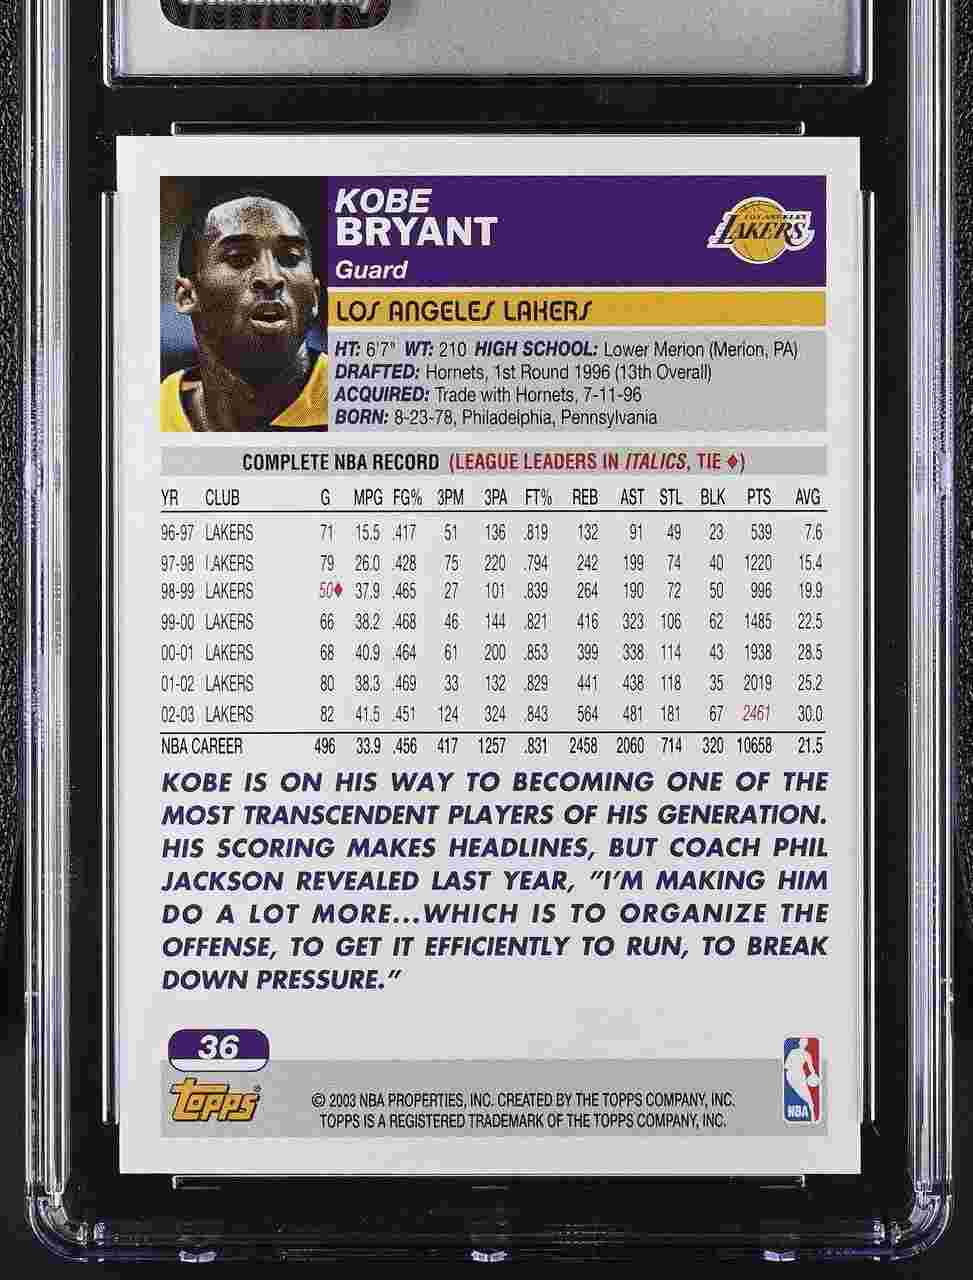 KOBE
BRYANT
Guard
LOS ANGELES LAKERS
LOS ANGELES LAKERS
HT: 6'7" WT: 210 HIGH SCHOOL: Lower Merion (Merion, PA)
DRAFTED: Hornets, 1st Round 1996 (13th Overall)
ACQUIRED: Trade with Hornets, 7-11-96
BORN: 8-23-78, Philadelphia, Pennsylvania
COMPLETE NBA RECORD (LEAGUE LEADERS IN ITALICS, TIE ♦)
YR CLUB G MPG FG% 3PM 3PA FT% REB AST STL BLK PTS AVG
96-97 LAKERS 71 15.5 .417 51 136 .819 132 91 49 23 539 7.6
97-98 LAKERS 79 26.0 .428 75 220 .794 242 199 74 40 1220 15.4
98-99 LAKERS 50♦ 37.9 .465 27 101 .839 264 190 72 50 996 19.9
99-00 LAKERS 66 38.2 .468 46 144 .821 416 323 106 62 1485 22.5
00-01 LAKERS 68 40.9 .464 61 200 .853 399 338 114 43 1938 28.5
01-02 LAKERS 80 38.3 .469 33 132 .829 441 438 118 35 2019 25.2
02-03 LAKERS 82 41.5 .451 124 324 .843 564 481 181 67 2461 30.0
NBA CAREER 496 33.9 .456 417 1257 .831 2458 2060 714 320 10658 21.5
KOBE IS ON HIS WAY TO BECOMING ONE OF THE
MOST TRANSCENDENT PLAYERS OF HIS GENERATION.
HIS SCORING MAKES HEADLINES, BUT COACH PHIL
JACKSON REVEALED LAST YEAR, "I'M MAKING HIM
DO A LOT MORE...WHICH IS TO ORGANIZE THE
OFFENSE, TO GET IT EFFICIENTLY TO RUN, TO BREAK
DOWN PRESSURE."
36
TOPPS®
© 2003 NBA PROPERTIES, INC. CREATED BY THE TOPPS COMPANY, INC.
TOPPS IS A REGISTERED TRADEMARK OF THE TOPPS COMPANY, INC.
NBA